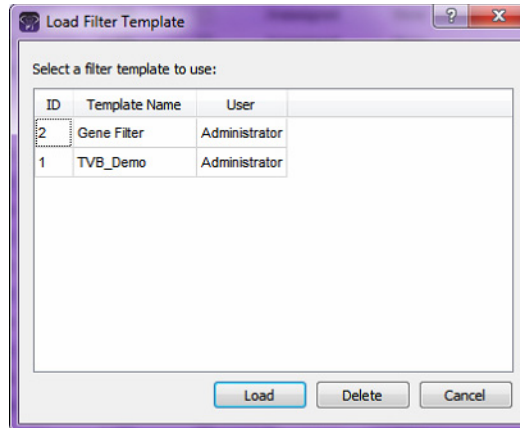 Load Filter Template
?
X
Select a filter template to use:
ID Template Name User
2 Gene Filter Administrator
1 TVB_Demo Administrator
Load Delete Cancel